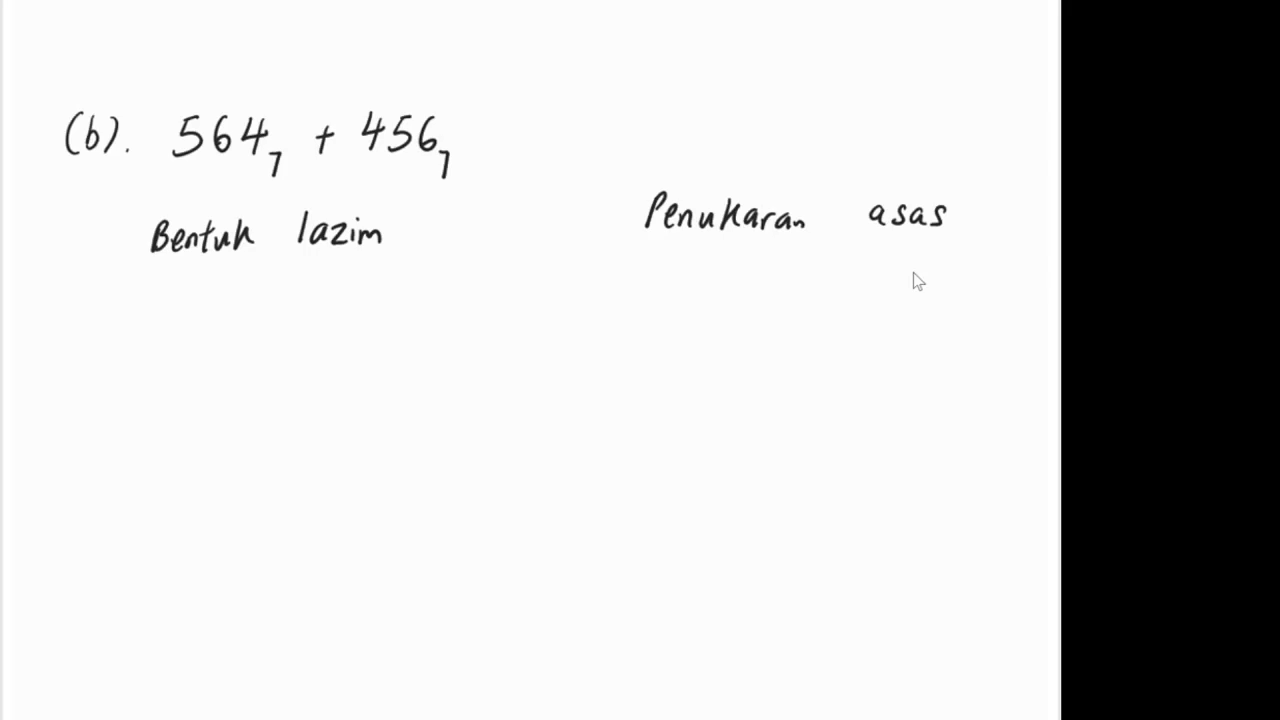 (b). 564₇ + 456₇
Bentuk lazim
Penukaran asas